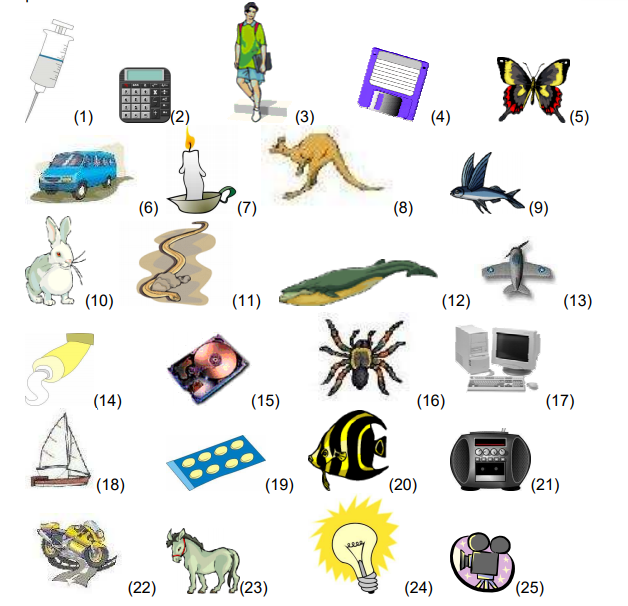 (1) (2) (3) (4) (5)
(6) (7) (8) (9)
(10) (11) (12) (13)
(14) (15) (16) (17)
(18) (19) (20) (21)
(22) (23) (24) (25)